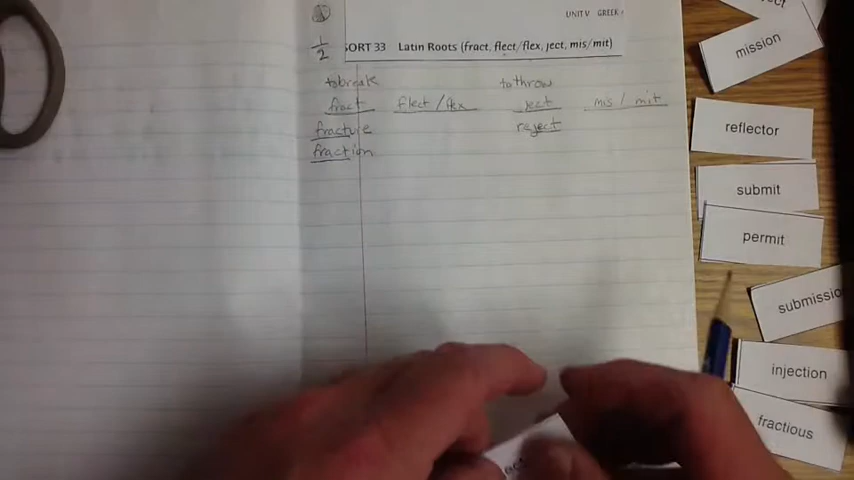 UNIT V GREEK
1/2
SORT 33 Latin Roots (fract, flect/flex, ject, mis/mit)
to break
to throw
fract
flect/flex
ject
mis / mit
fracture
reject
fraction
mission
reflector
submit
permit
submission
injection
fractious